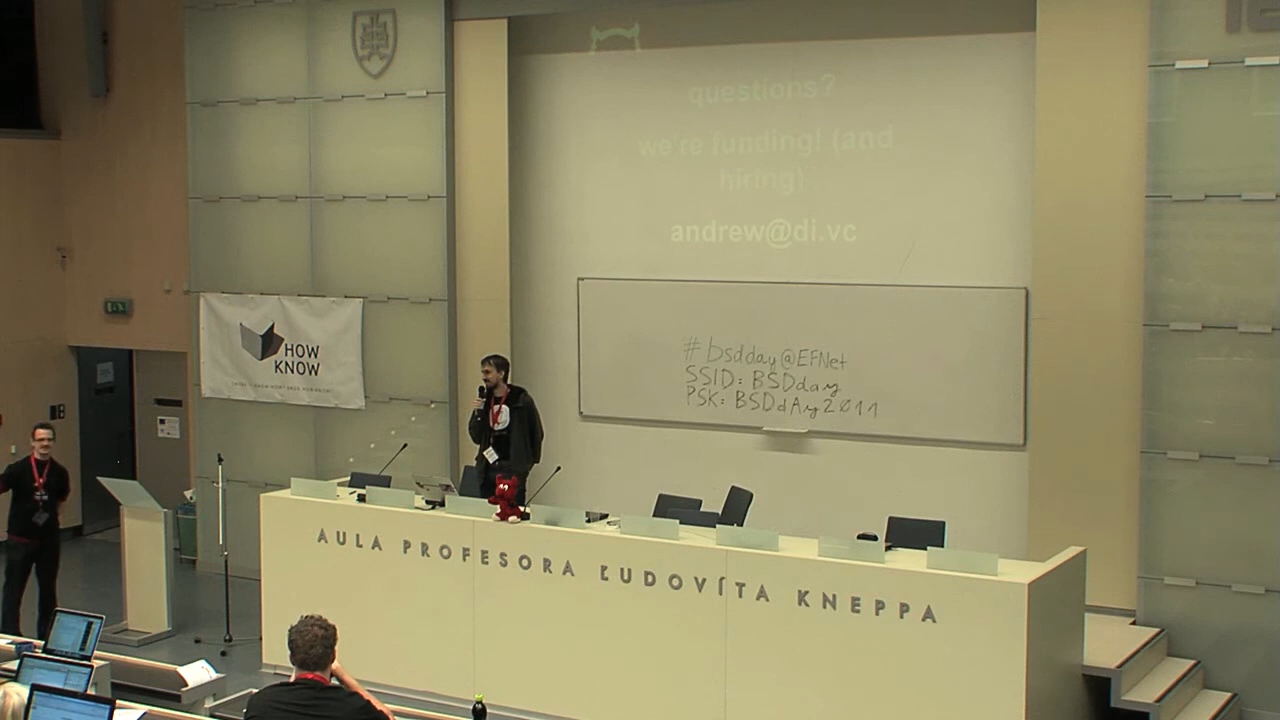 questions?
we're funding! (and
hiring)
andrew@di.vc
HOW
KNOW
#bsdday@EFNet
SSID: BSDday
PSK: BSDdAy2011
AULA PROFESORA ĽUDOVÍTA KNEPPA